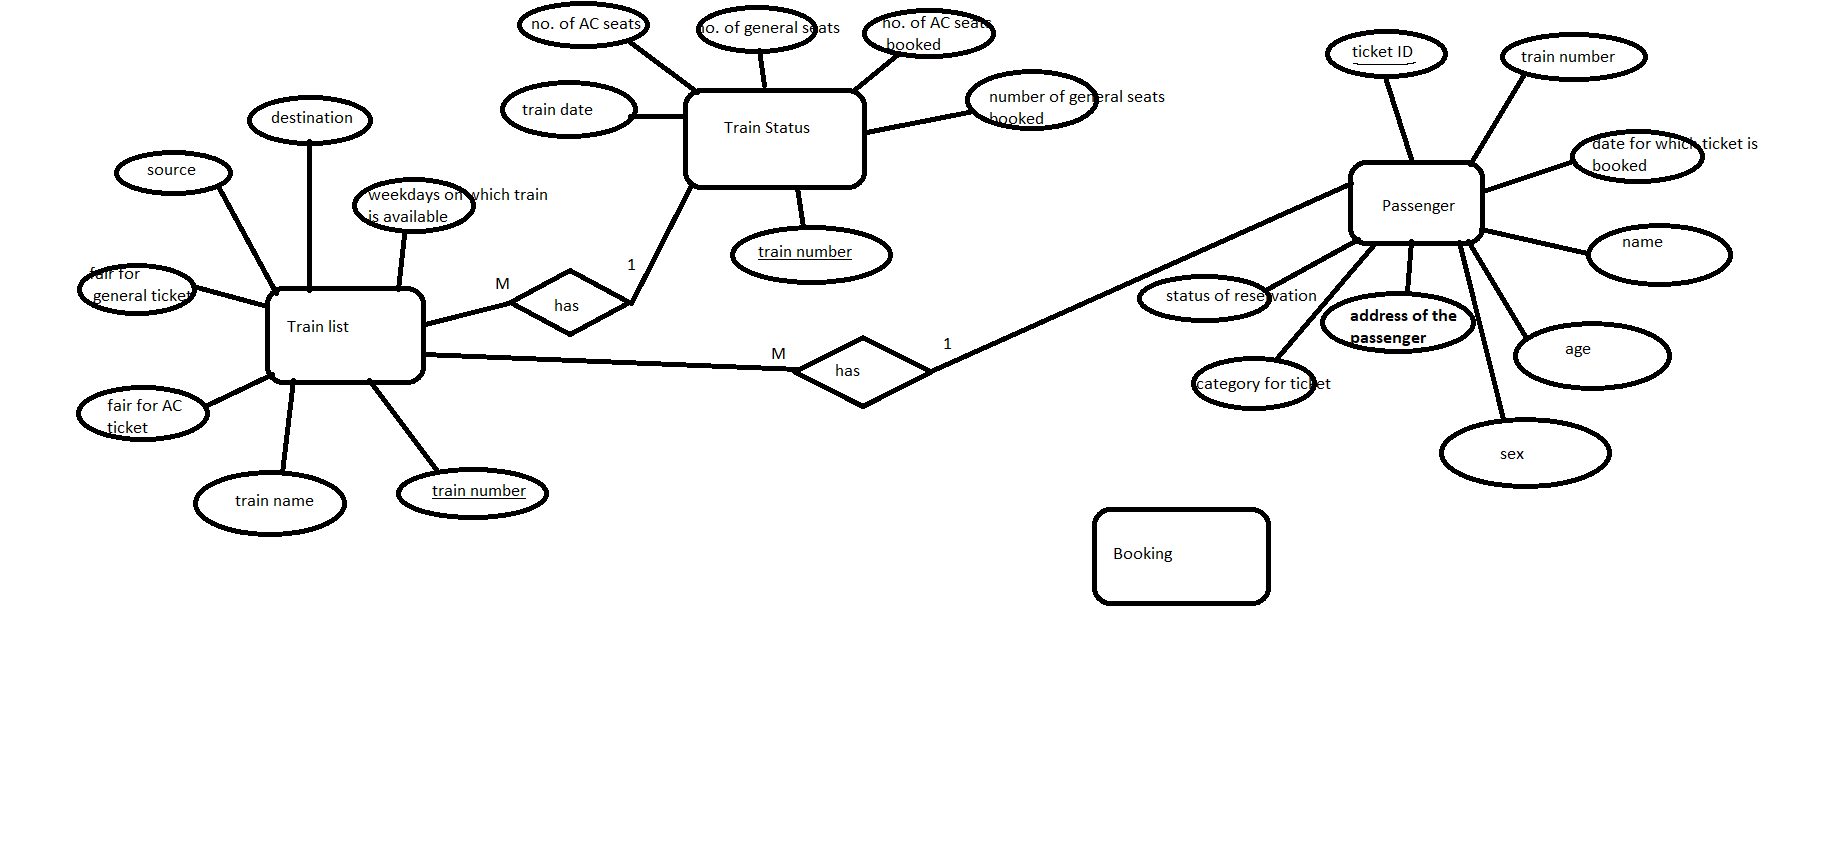 no. of AC seats
no. of general seats
no. of AC seats
booked
ticket ID
train number
train date
number of general seats
booked
Train Status
destination
source
weekdays on which train
is available
train number
date for which ticket is
booked
Passenger
name
fair for
general ticket
M
1
has
Train list
status of reservation
address of the
passenger
M
1
has
age
category for ticket
fair for AC
ticket
sex
train name
train number
Booking